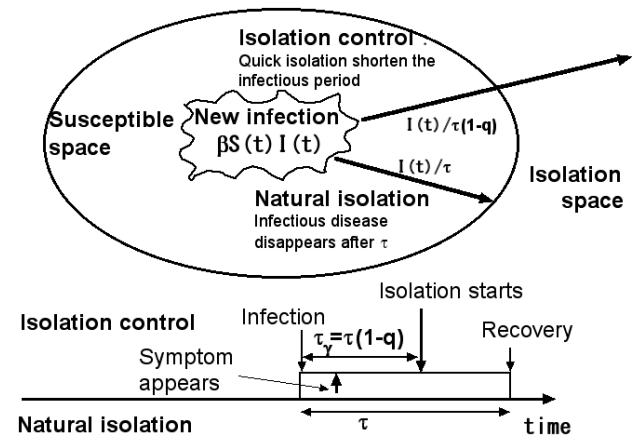 Isolation control .
Quick isolation shorten the
infectious period
New infection
βS(t) I(t)
Susceptible
space
I(t)/τ(1-q)
I(t)/τ
Natural isolation
Infectious disease
disappears after τ
Isolation
space
Isolation starts
Infection
Isolation control
τγ=τ(1-q)
Recovery
Symptom
appears
τ
Natural isolation
time